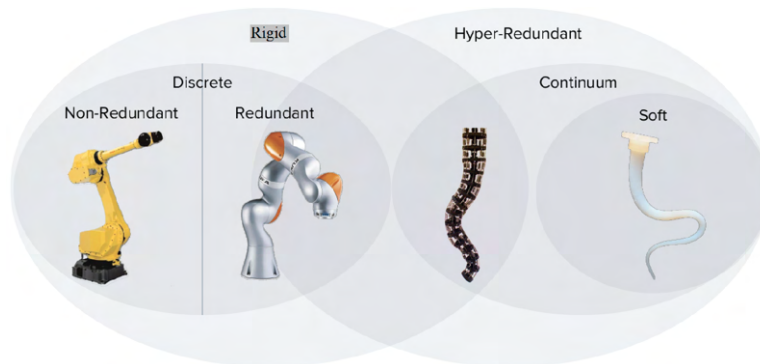 Rigid
Hyper-Redundant
Discrete
Continuum
Non-Redundant
Redundant
Soft